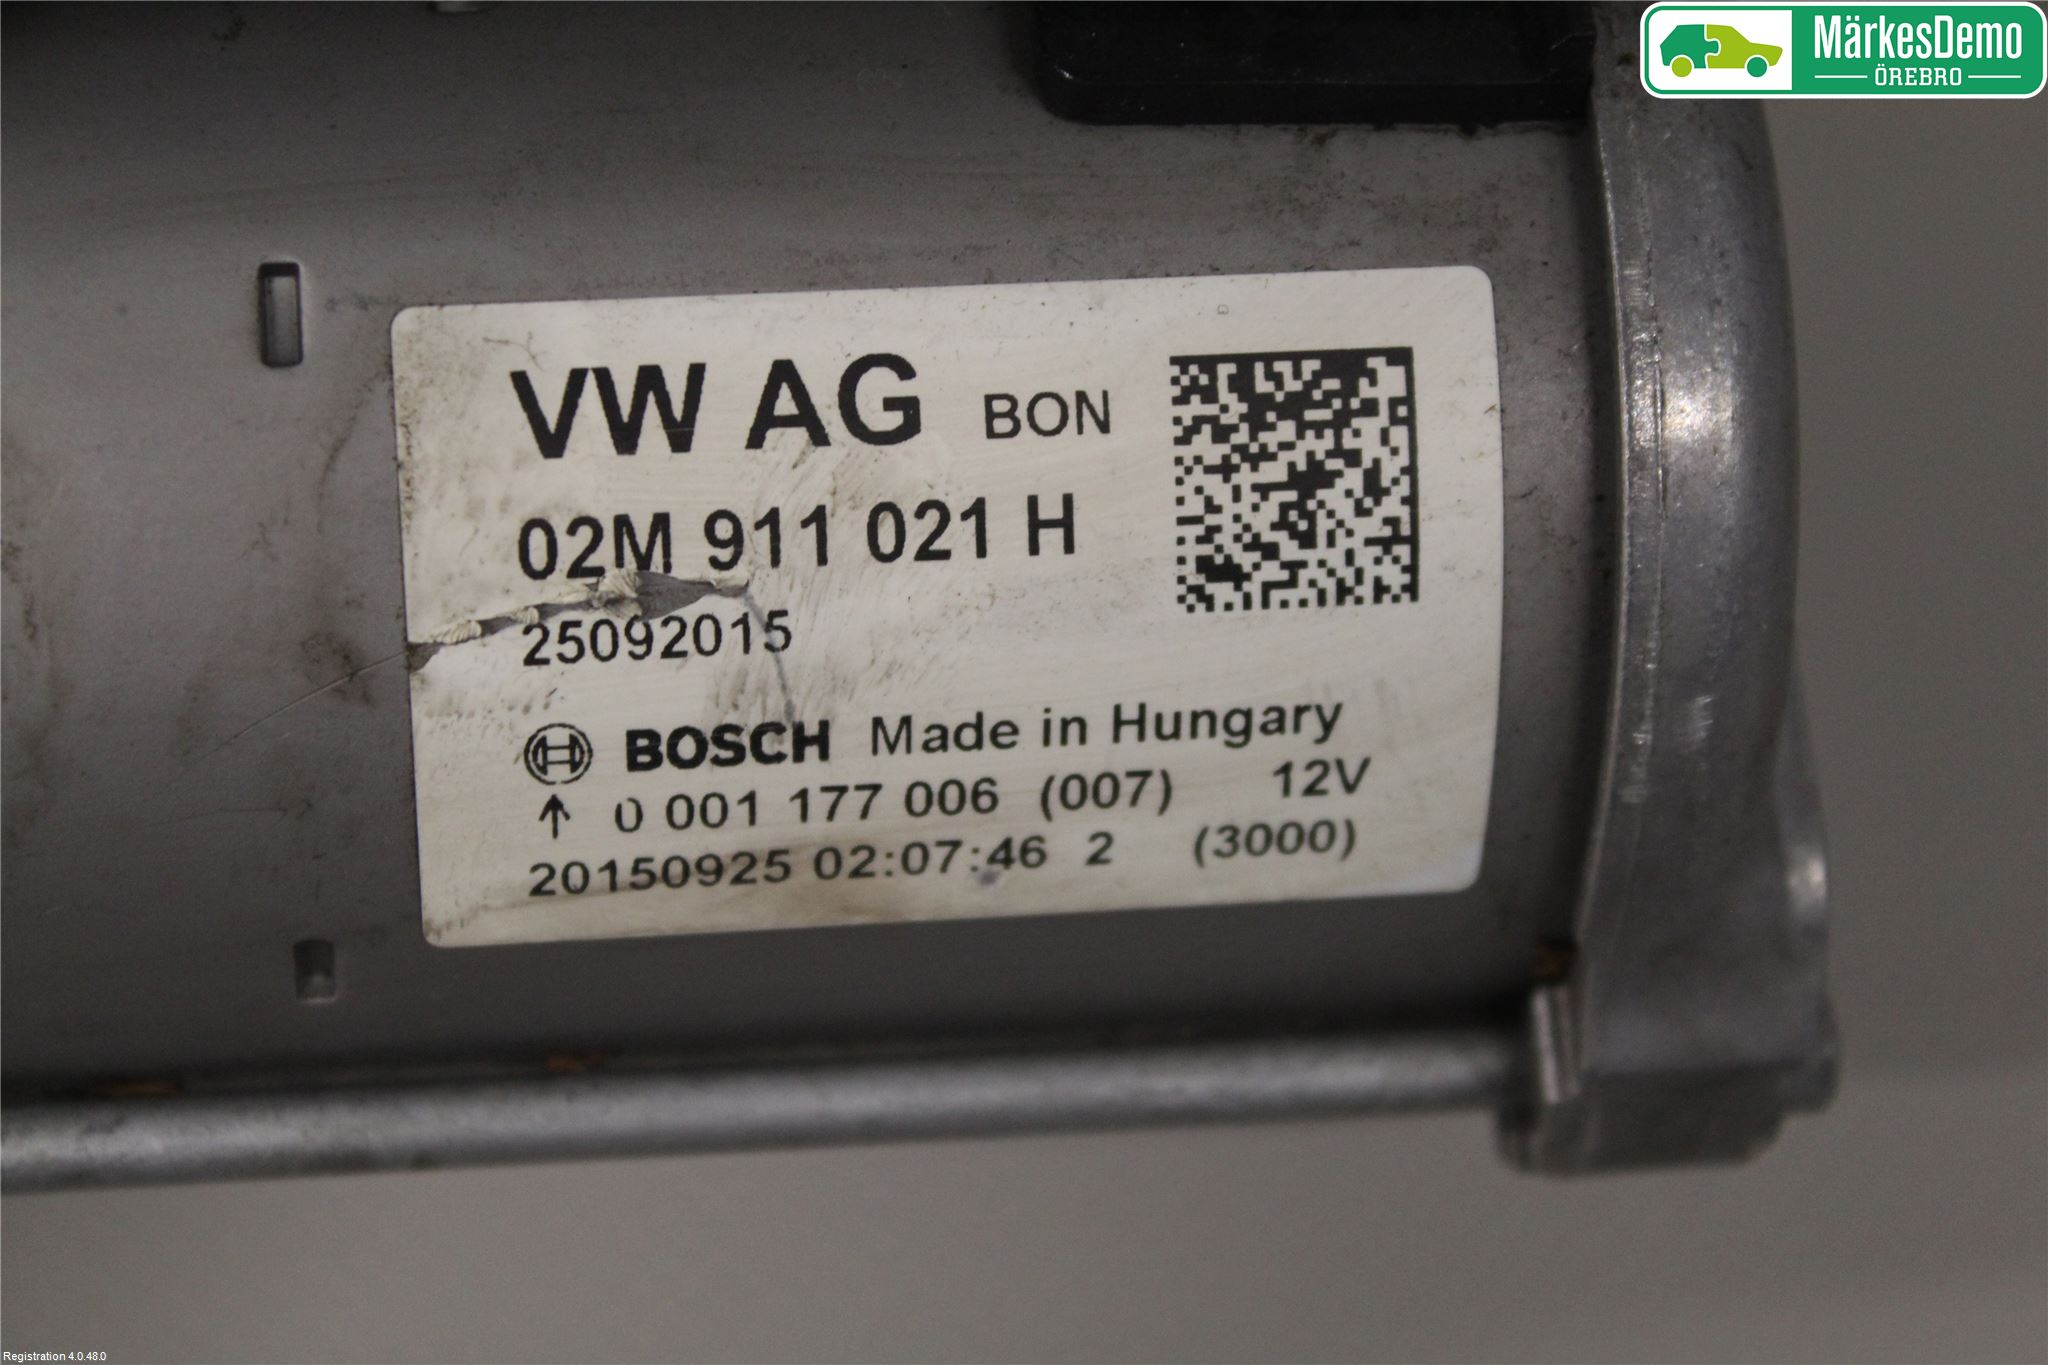 MärkesDemo
ÖREBRO
VW AG BON
02M 911 021 H
25092015
BOSCH Made in Hungary
0 001 177 006 (007) 12V
20150925 02:07:46 2 (3000)
Registration 4.0.48.0